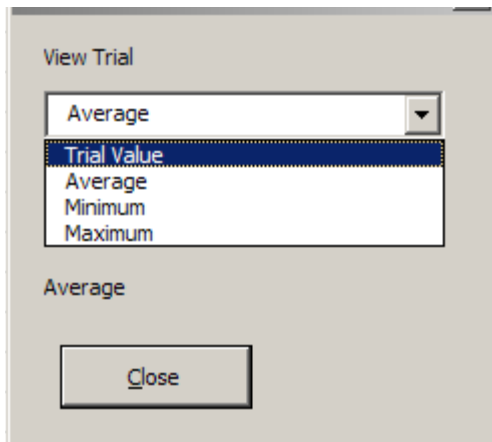 View Trial
Average
Trial Value
Average
Minimum
Maximum
Average
Close